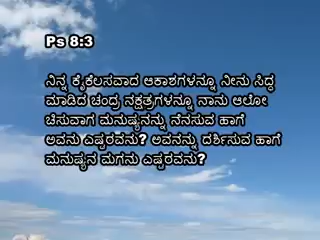 Ps 8:3
ನಿನ್ನ ಕೈಕೆಲಸವಾದ ಆಕಾಶಗಳನ್ನೂ ನೀನು ಸಿದ್ಧ
ಮಾಡಿದ ಚಂದ್ರ ನಕ್ಷತ್ರಗಳನ್ನೂ ನಾನು ಆಲೋ
ಚಿಸುವಾಗ ಮನುಷ್ಯನನ್ನು ನೆನಸುವ ಹಾಗೆ
ಅವನು ಎಷ್ಟರವನು? ಅವನನ್ನು ದರ್ಶಿಸುವ ಹಾಗೆ
ಮನುಷ್ಯನ ಮಗನು ಎಷ್ಟರವನು?